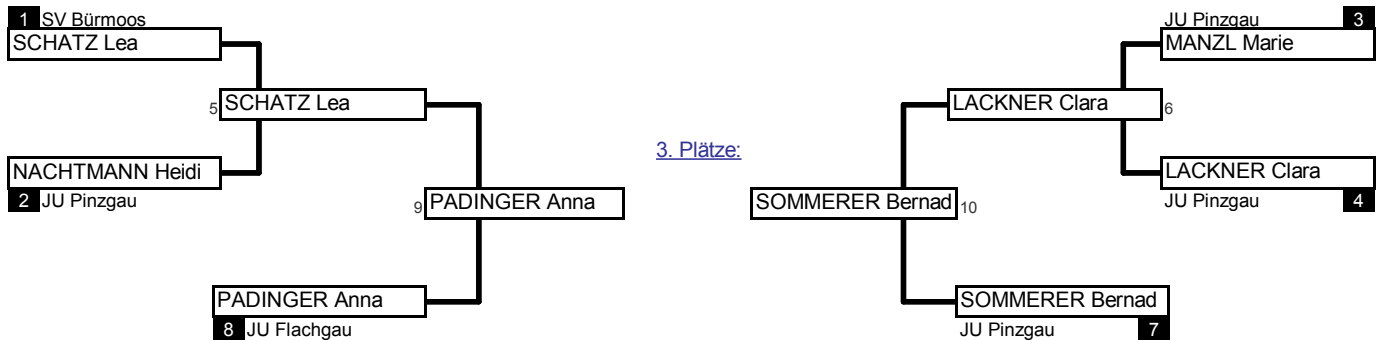 1 SV Bürmoos
SCHATZ Lea
JU Pinzgau 3
MANZL Marie
5 SCHATZ Lea
LACKNER Clara 6
3. Plätze:
NACHTMANN Heidi
2 JU Pinzgau
LACKNER Clara
JU Pinzgau 4
9 PADINGER Anna
SOMMERER Bernad 10
PADINGER Anna
8 JU Flachgau
SOMMERER Bernad
JU Pinzgau 7